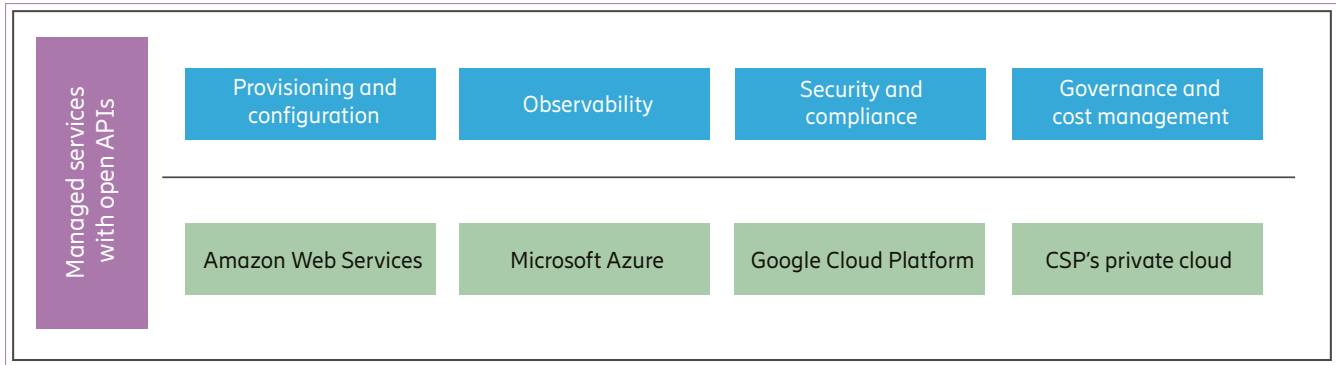 Managed services
with open APIs
Provisioning and
configuration
Observability
Security and
compliance
Governance and
cost management
Amazon Web Services
Microsoft Azure
Google Cloud Platform
CSP's private cloud